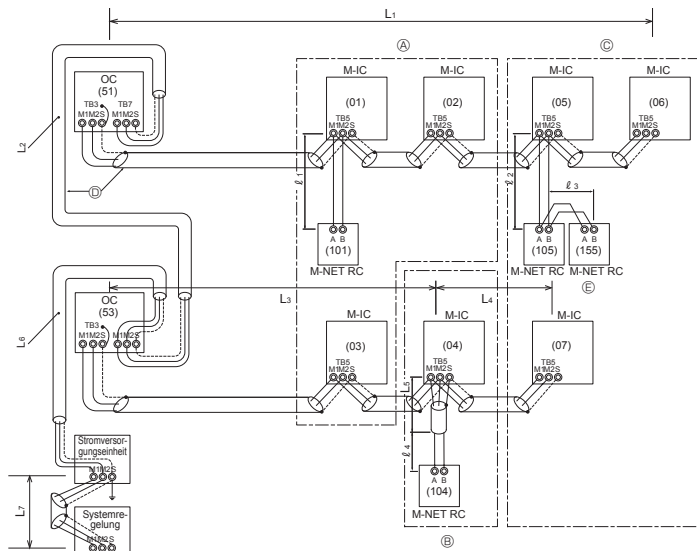 L1
Ⓐ
Ⓒ
OC
(51)
TB3
TB7
M1M2S
M1M2S
M-IC
(01)
TB5
M1M2S
M-IC
(02)
TB5
M1M2S
M-IC
(05)
TB5
M1M2S
M-IC
(06)
TB5
M1M2S
L2
Ⓓ
ℓ1
ℓ2
ℓ3
A B
(101)
M-NET RC
A B
(105)
M-NET RC
A B
(155)
M-NET RC
Ⓔ
L3
L4
OC
(53)
TB3
M1M2S
M1M2S
L6
M-IC
(03)
TB5
M1M2S
M-IC
(04)
TB5
M1M2S
M-IC
(07)
TB5
M1M2S
L5
ℓ4
A B
(104)
M-NET RC
Ⓑ
Stromversor-
gungseinheit
M1M2S
L7
Systemre-
gelung